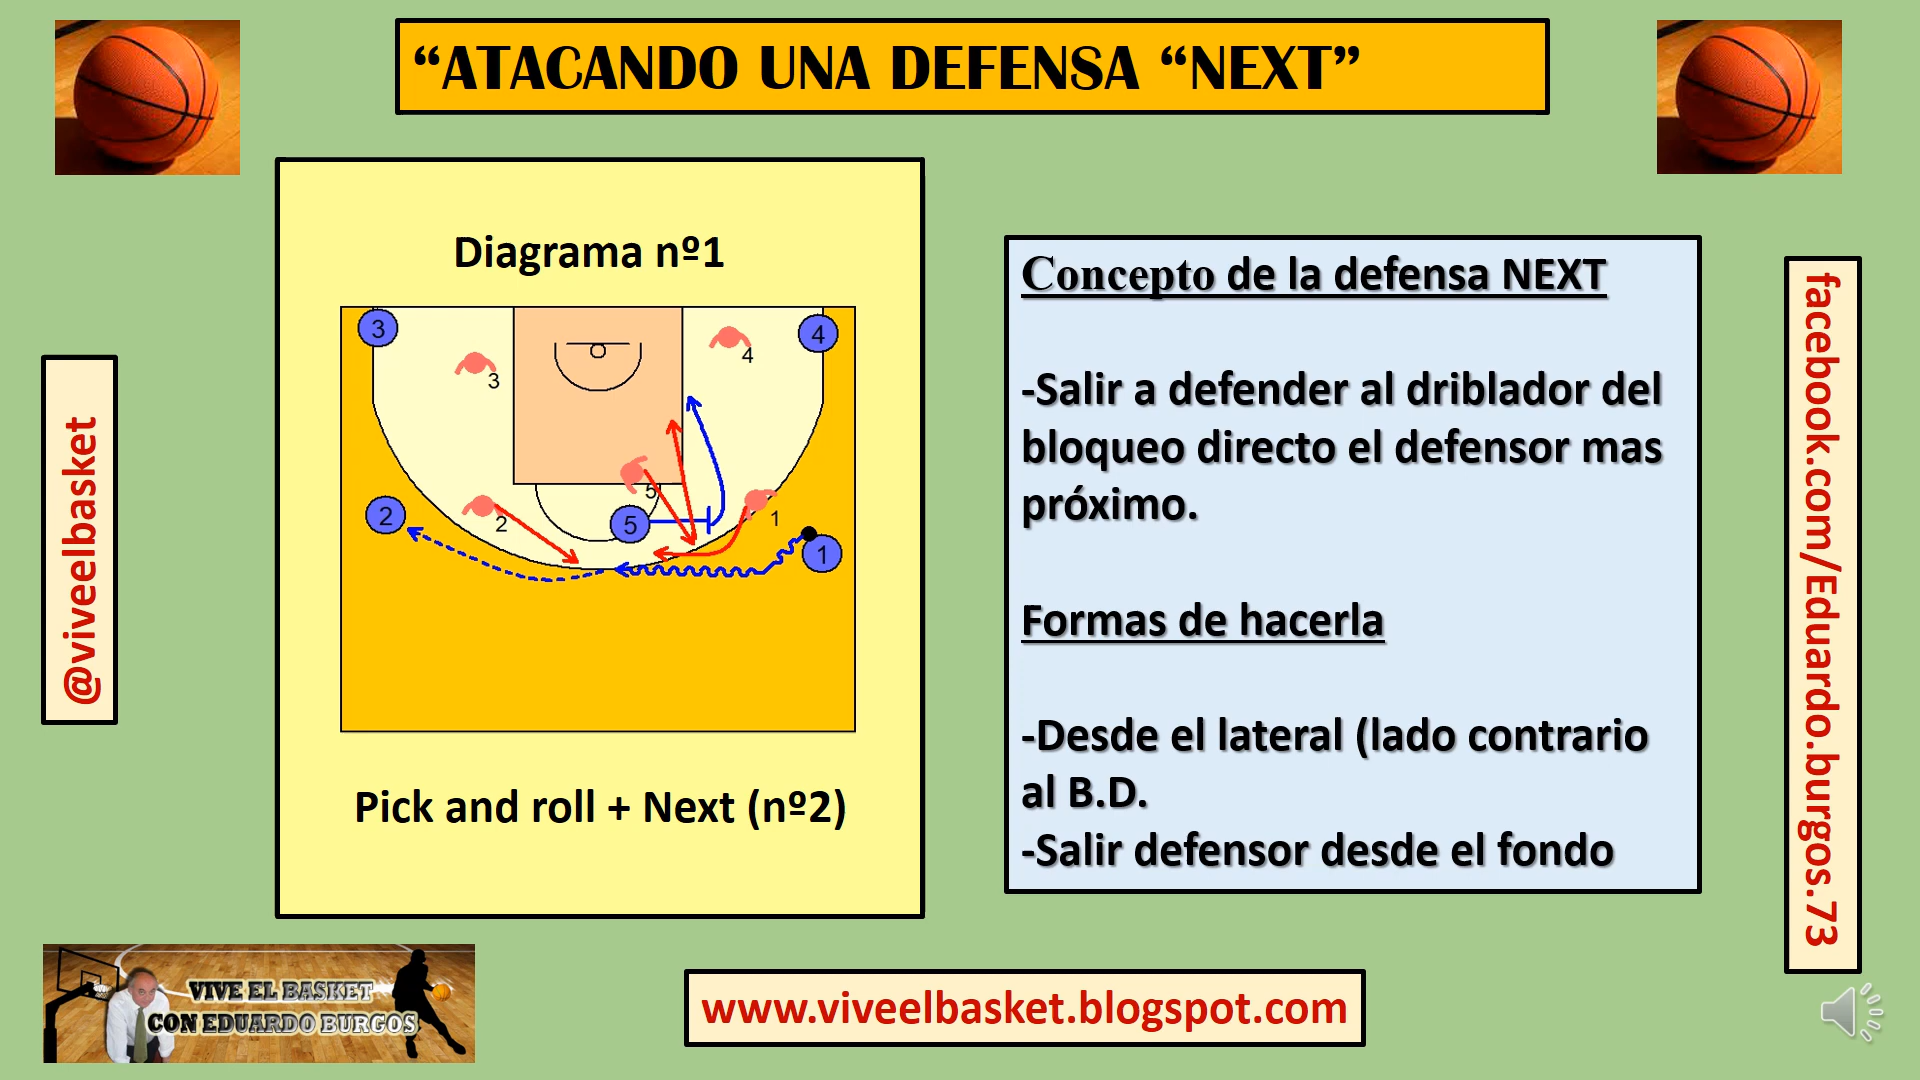 “ATACANDO UNA DEFENSA “NEXT”
Diagrama nº1
3
4
3
4
5
2
2
5
1
1
Pick and roll + Next (nº2)
Concepto de la defensa NEXT
-Salir a defender al driblador del
bloqueo directo el defensor mas
próximo.
Formas de hacerla
-Desde el lateral (lado contrario
al B.D.
-Salir defensor desde el fondo
@viveelbasket
facebook.com/Eduardo.burgos.73
VIVE EL BASKET
CON EDUARDO BURGOS
www.viveelbasket.blogspot.com